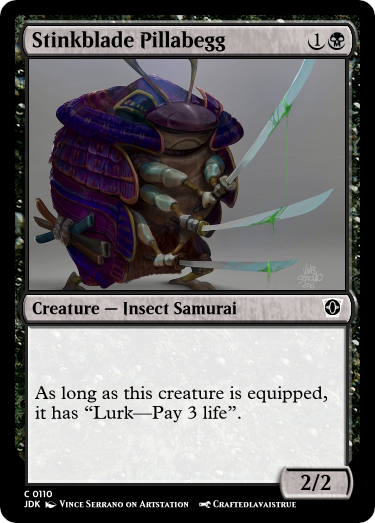 Stinkblade Pillabegg 1
Creature — Insect Samurai
As long as this creature is equipped,
it has “Lurk—Pay 3 life”.
2/2
C 0110
JDK Vince Serrano on Artstation Craftedlavaistrue